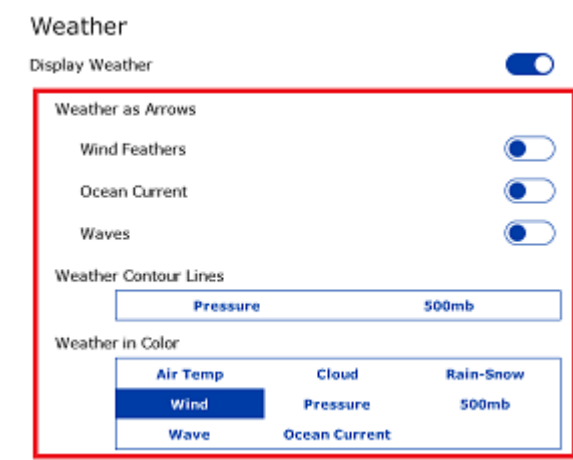 Weather
Display Weather
Weather as Arrows
Wind Feathers
Ocean Current
Waves
Weather Contour Lines
Pressure 500mb
Weather in Color
Air Temp Cloud Rain-Snow
Wind Pressure 500mb
Wave Ocean Current